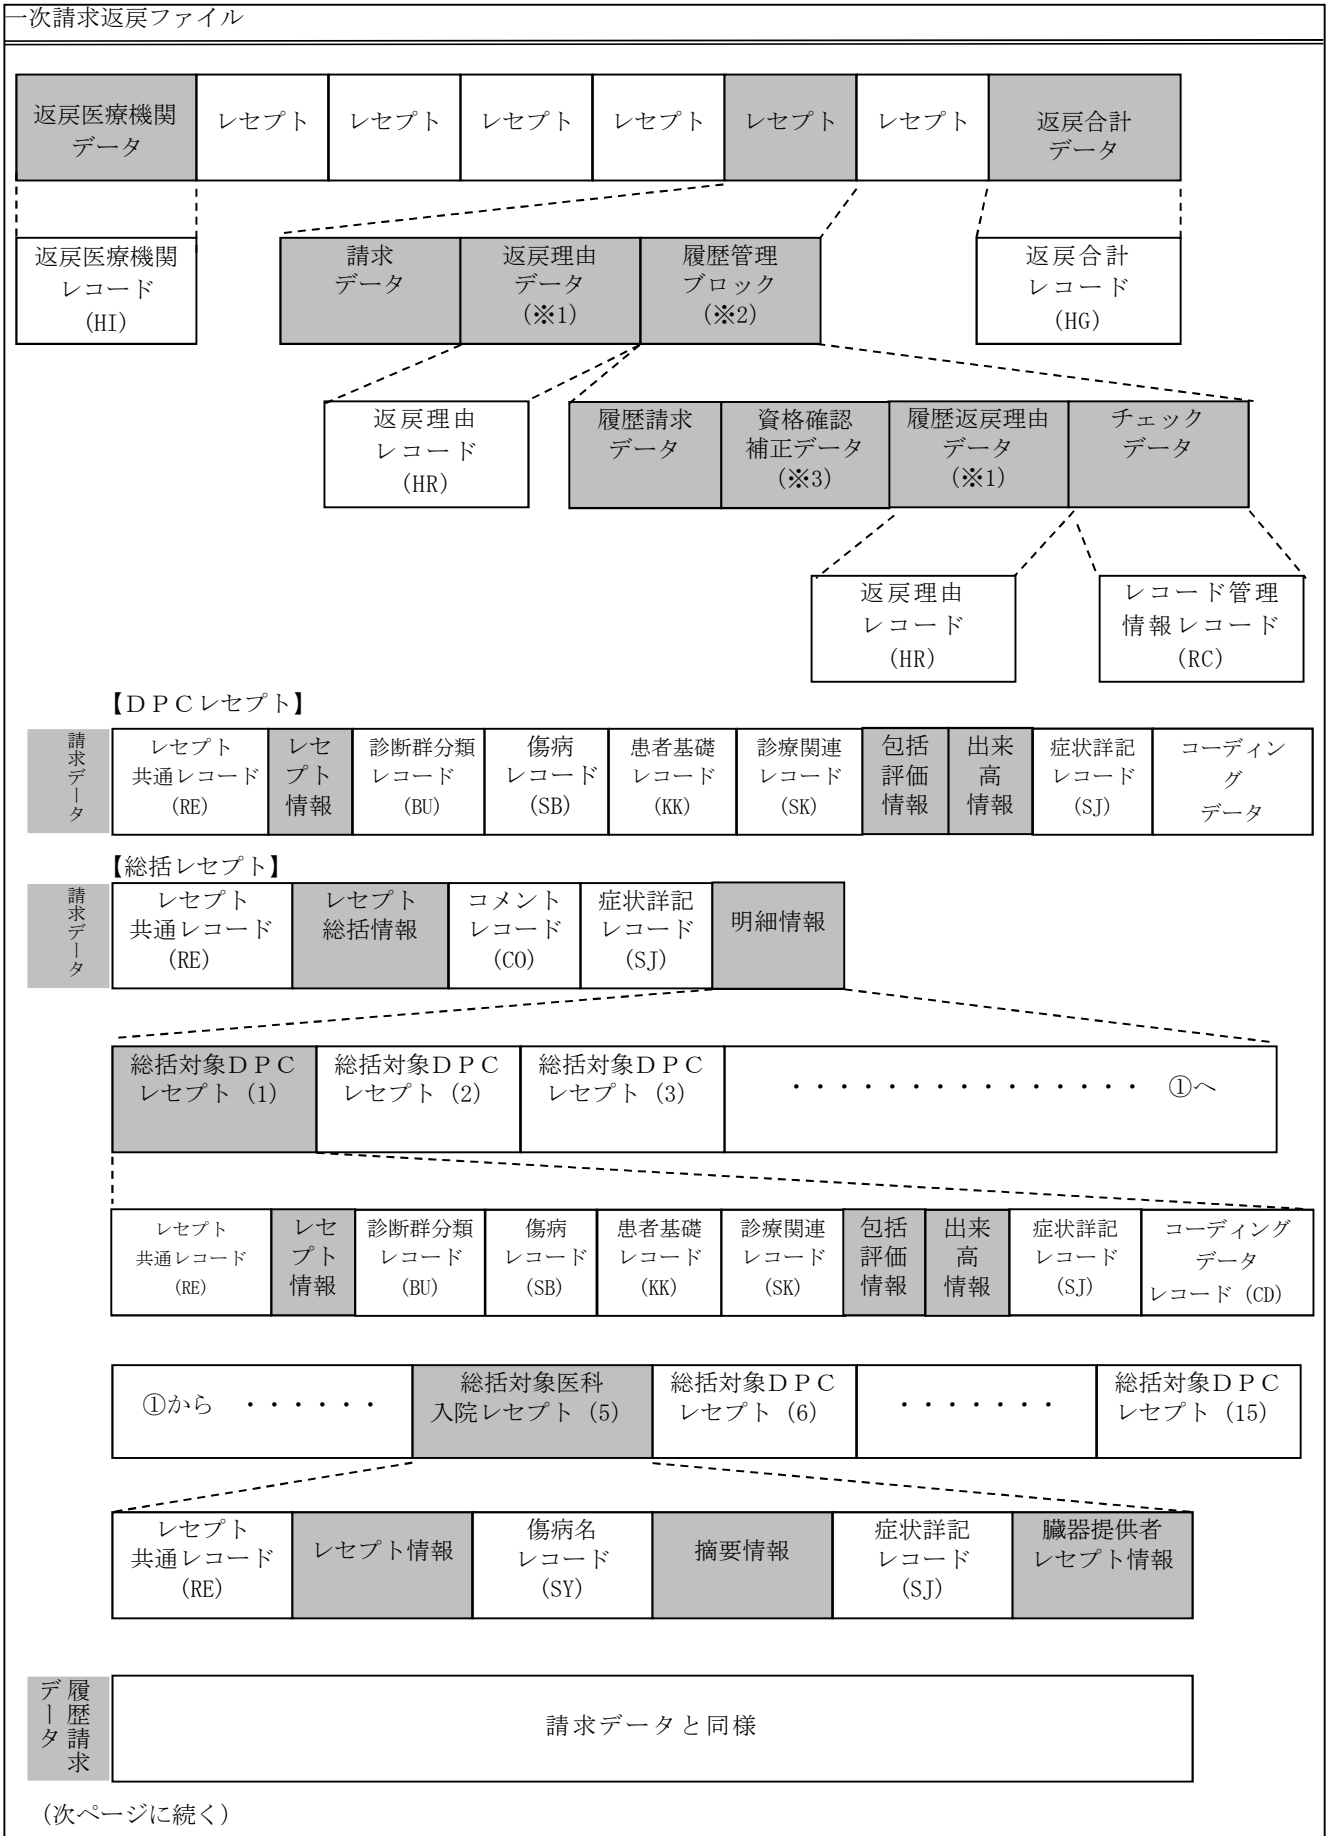 一次請求返戻ファイル
返戻医療機関
データ
レセプト
レセプト
レセプト
レセプト
レセプト
レセプト
返戻合計
データ
返戻医療機関
レコード
(HI)
請求
データ
返戻理由
データ
(※1)
履歴管理
ブロック
(※2)
返戻合計
レコード
(HG)
返戻理由
レコード
(HR)
履歴請求
データ
資格確認
補正データ
(※3)
履歴返戻理由
データ
(※1)
チェック
データ
返戻理由
レコード
(HR)
レコード管理
情報レコード
(RC)
【ＤＰＣレセプト】
請求データ
レセプト
共通レコード
(RE)
レセ
プト
情報
診断群分類
レコード
(BU)
傷病
レコード
(SB)
患者基礎
レコード
(KK)
診療関連
レコード
(SK)
包括
評価
情報
出来
高
情報
症状詳記
レコード
(SJ)
コーディン
グ
データ
【総括レセプト】
請求データ
レセプト
共通レコード
(RE)
レセプト
総括情報
コメント
レコード
(CO)
症状詳記
レコード
(SJ)
明細情報
総括対象ＤＰＣ
レセプト（1）
総括対象ＤＰＣ
レセプト（2）
総括対象ＤＰＣ
レセプト（3）
・・・・・・・・・・・・・・・ ①へ
レセプト
共通レコード
(RE)
レセ
プト
情報
診断群分類
レコード
(BU)
傷病
レコード
(SB)
患者基礎
レコード
(KK)
診療関連
レコード
(SK)
包括
評価
情報
出来
高
情報
症状詳記
レコード
(SJ)
コーディング
データ
レコード（CD）
①から ・・・・・・
総括対象医科
入院レセプト（5）
総括対象ＤＰＣ
レセプト（6）
・・・・・・・
総括対象ＤＰＣ
レセプト（15）
レセプト
共通レコード
(RE)
レセプト情報
傷病名
レコード
(SY)
摘要情報
症状詳記
レコード
(SJ)
臓器提供者
レセプト情報
履歴請求
データ
請求データと同様
（次ページに続く）